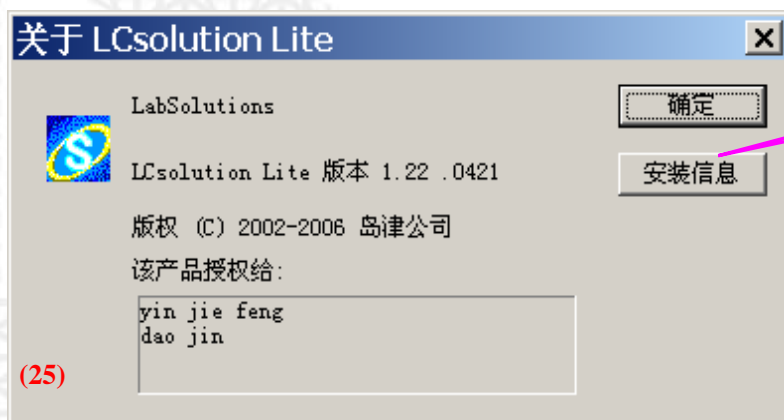 关于 LCsolution Lite
LabSolutions
确定
LCsolution Lite 版本 1.22 .0421
安装信息
版权 (C) 2002-2006 岛津公司
该产品授权给:
yin jie feng
dao jin
(25)